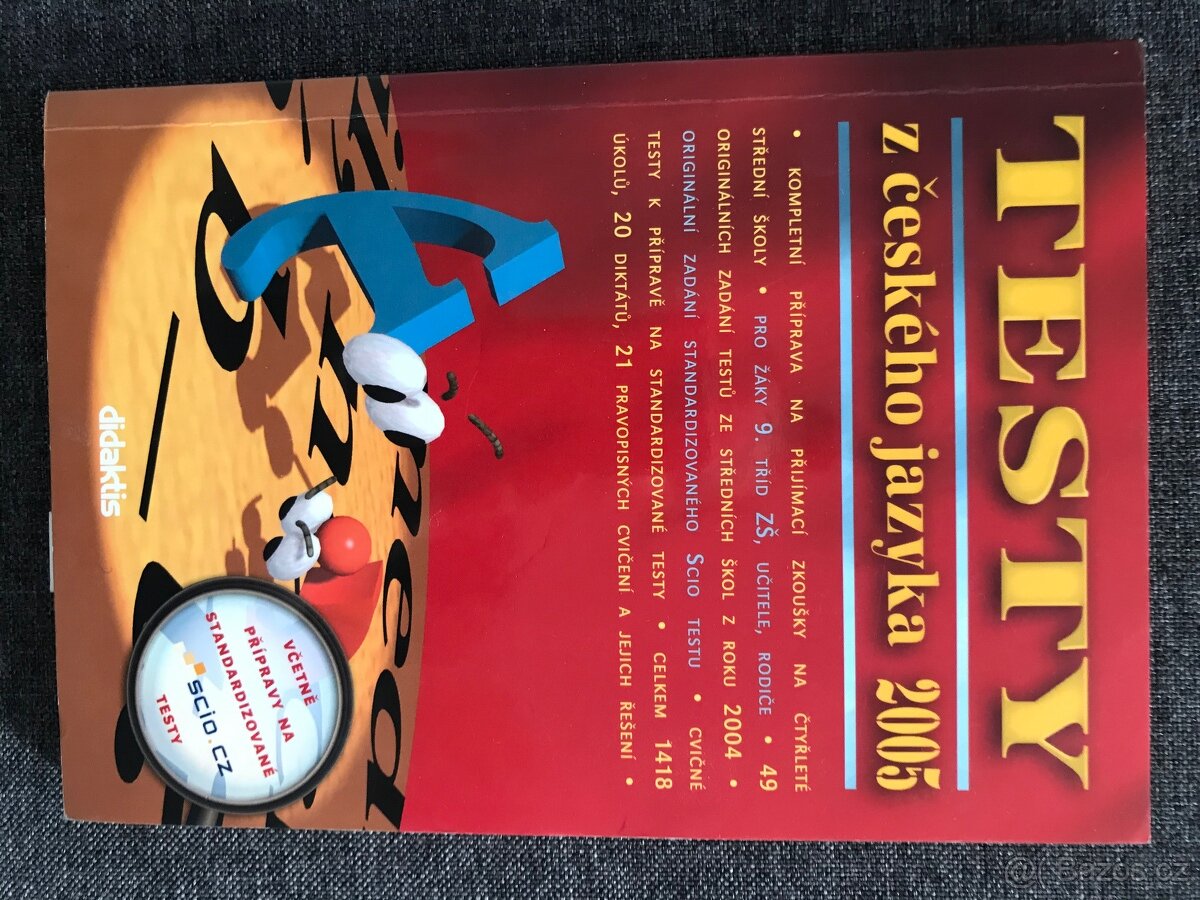 TESTY
z českého jazyka 2005
• KOMPLETNÍ PŘÍPRAVA NA PŘIJÍMACÍ ZKOUŠKY NA ČTYŘLETÉ
STŘEDNÍ ŠKOLY • PRO ŽÁKY 9. TŘÍD ZŠ, UČITELE, RODIČE • 49
ORIGINÁLNÍCH ZADÁNÍ TESTŮ ZE STŘEDNÍCH ŠKOL Z ROKU 2004 •
ORIGINÁLNÍ ZADÁNÍ STANDARDIZOVANÉHO SCIO TESTU • CVIČNÉ
TESTY K PŘÍPRAVĚ NA STANDARDIZOVANÉ TESTY • CELKEM 1418
ÚKOLŮ, 20 DIKTÁTŮ, 21 PRAVOPISNÝCH CVIČENÍ A JEJICH ŘEŠENÍ •
VČETNĚ
PŘÍPRAVY NA
STANDARDIZOVANÉ
scio.cz
TESTY
didaktis
Bazos.cz